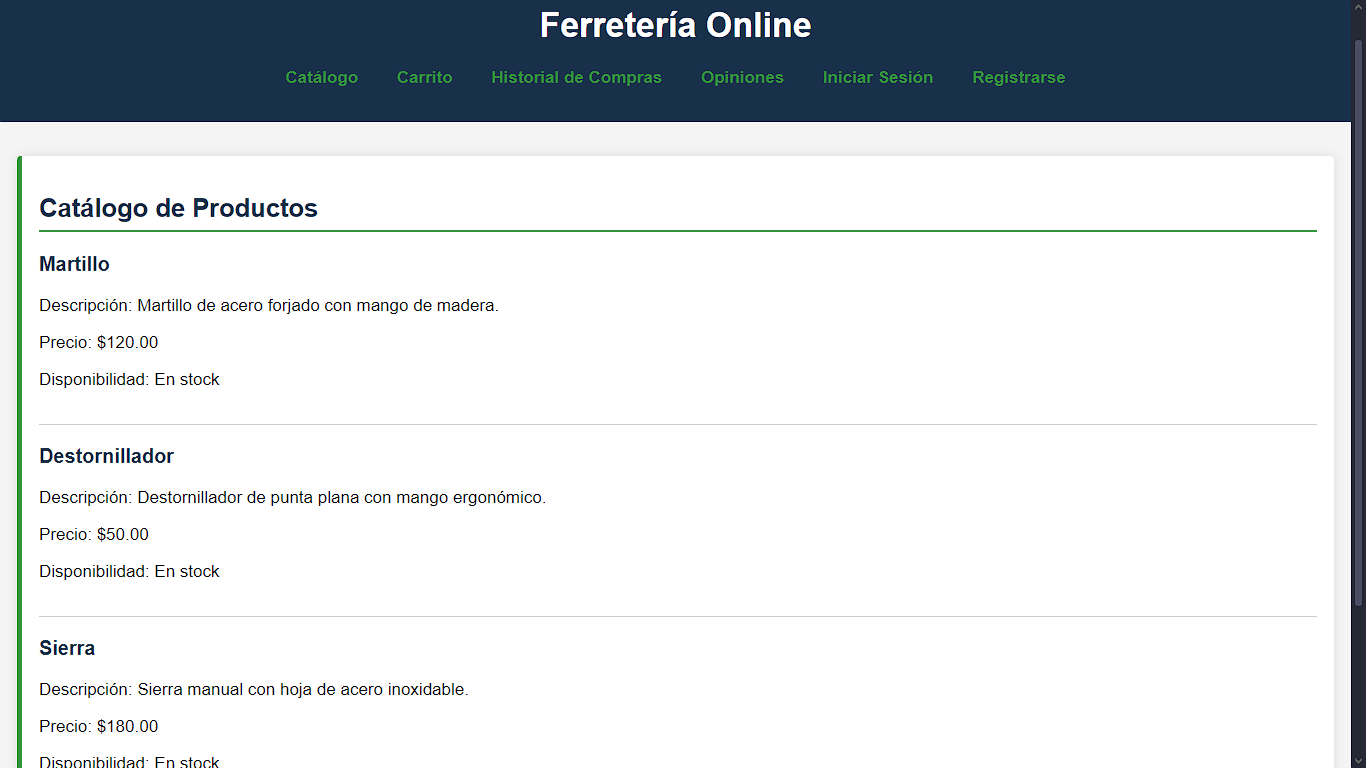 Ferretería Online
Catálogo Carrito Historial de Compras Opiniones Iniciar Sesión Registrarse
Catálogo de Productos
Martillo
Descripción: Martillo de acero forjado con mango de madera.
Precio: $120.00
Disponibilidad: En stock
Destornillador
Descripción: Destornillador de punta plana con mango ergonómico.
Precio: $50.00
Disponibilidad: En stock
Sierra
Descripción: Sierra manual con hoja de acero inoxidable.
Precio: $180.00
Disponibilidad: En stock